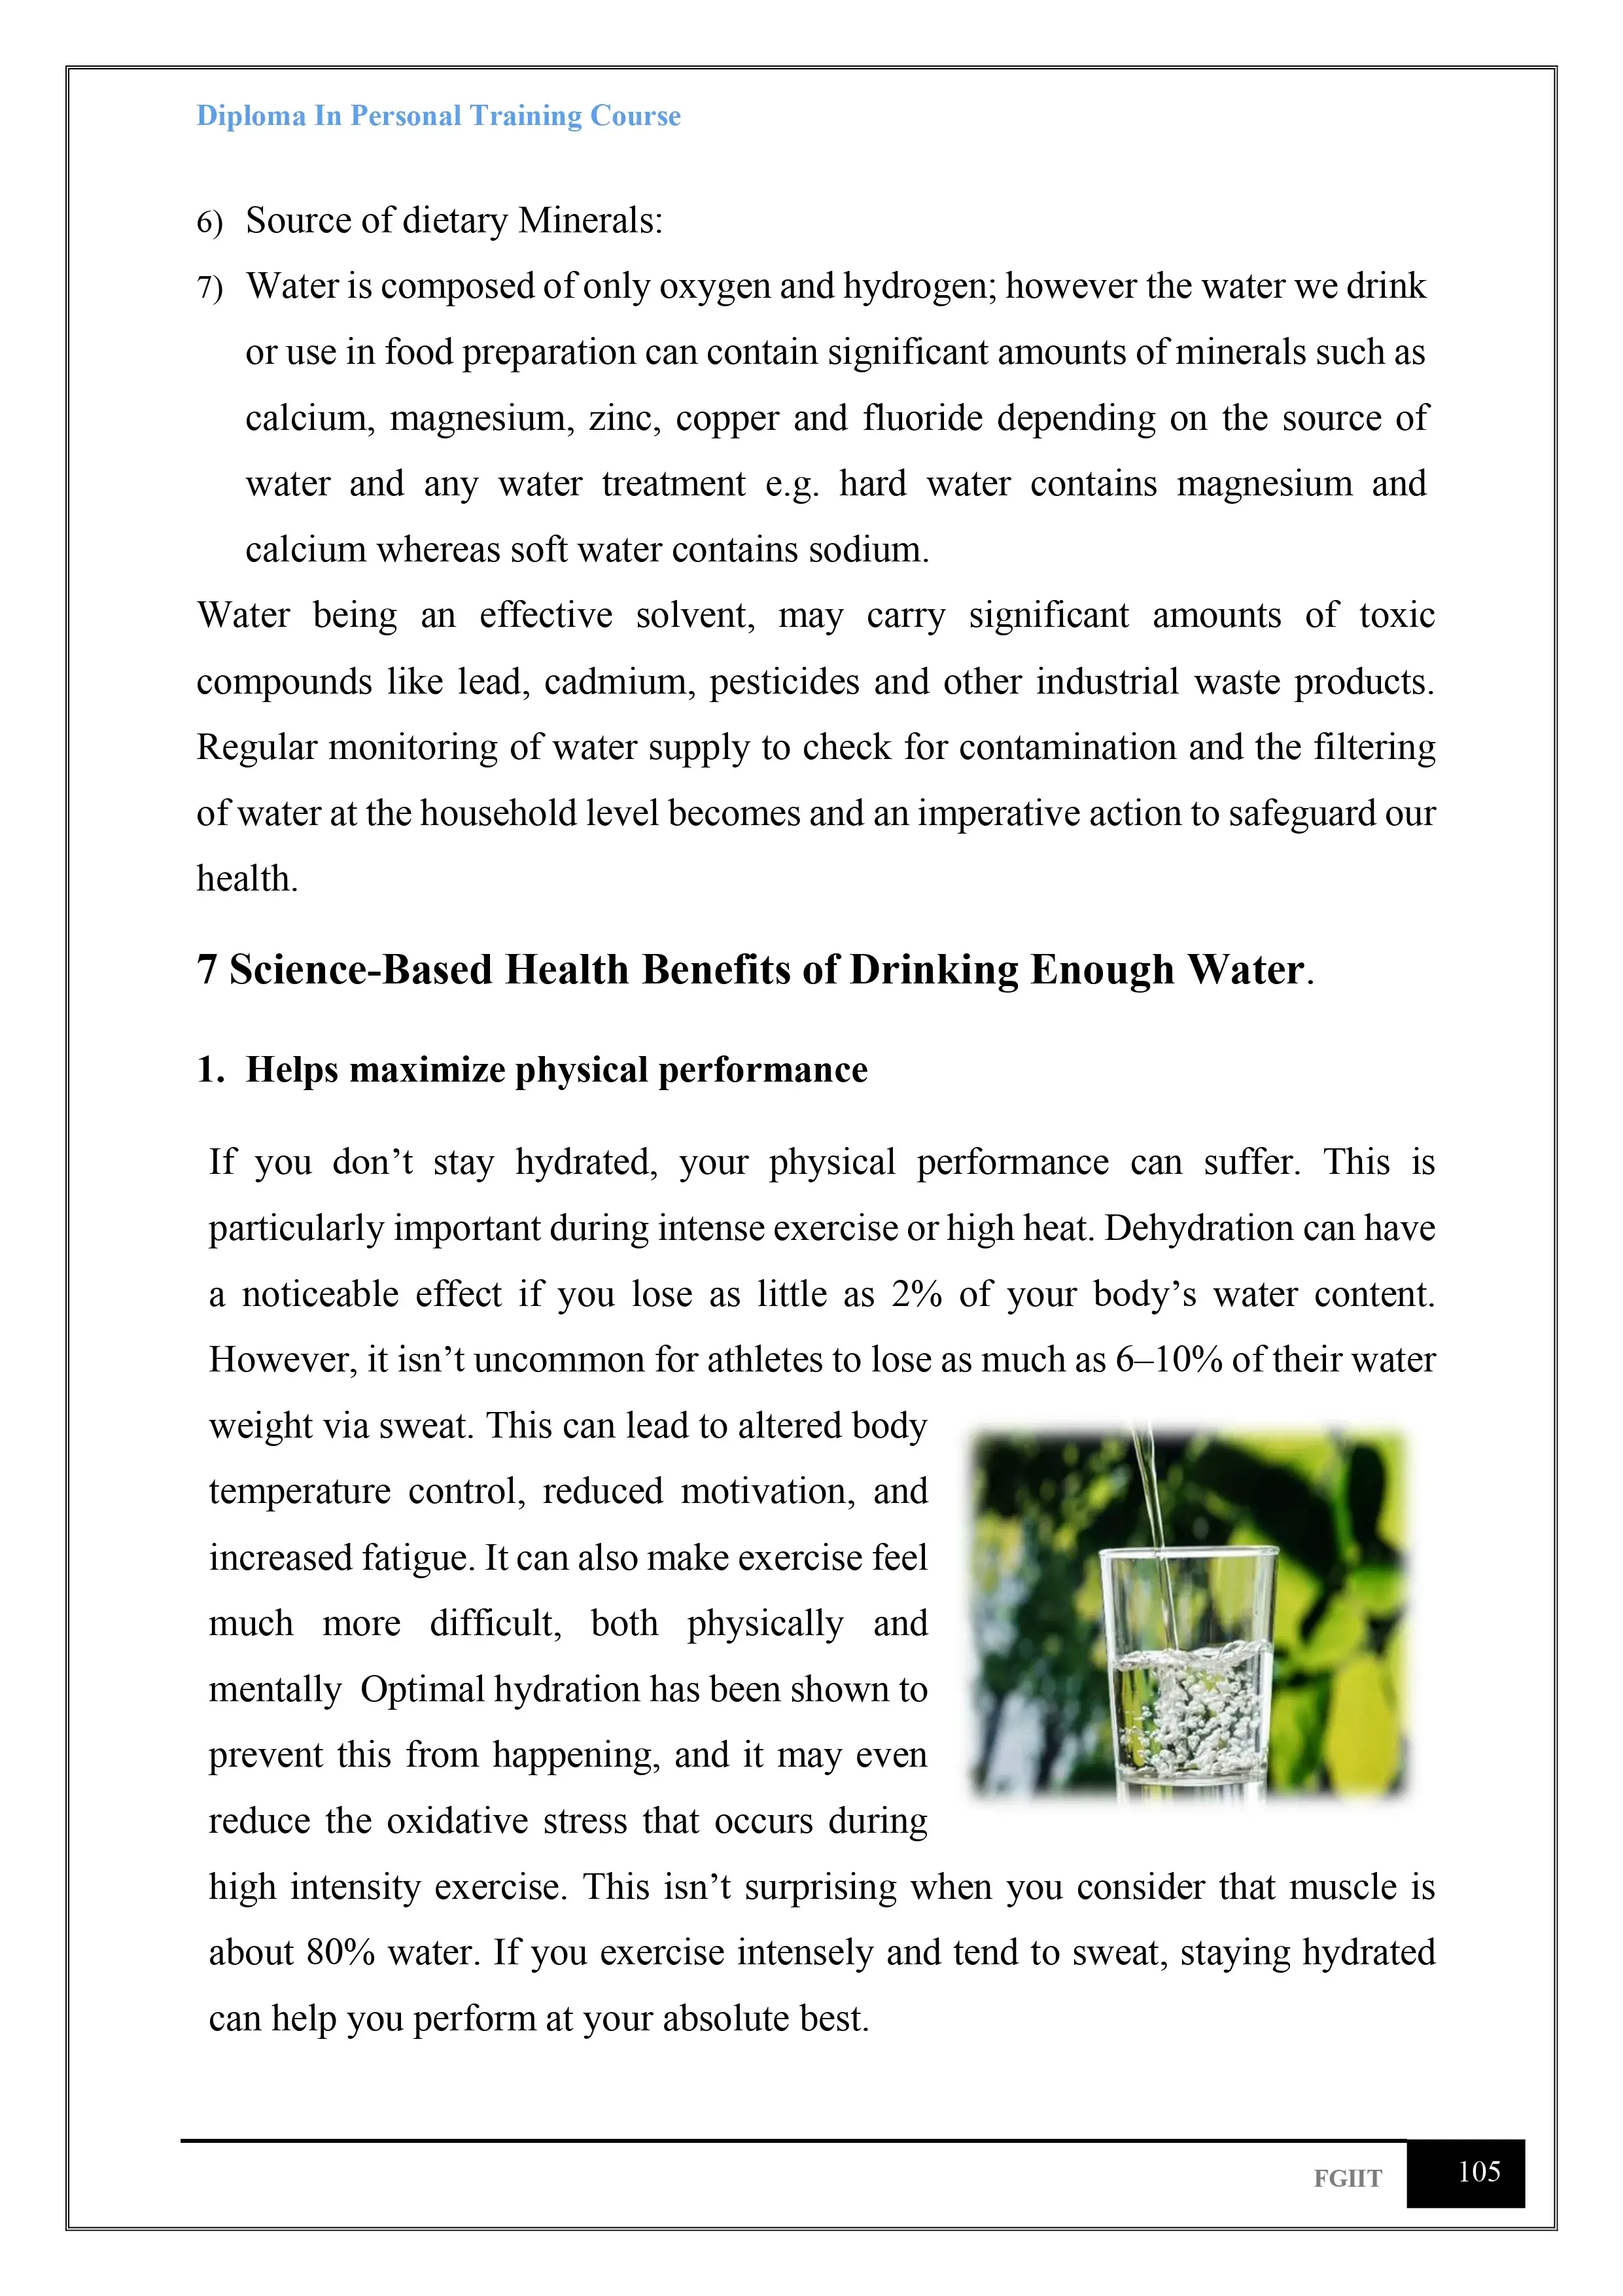 Diploma In Personal Training Course
6) Source of dietary Minerals:
7) Water is composed of only oxygen and hydrogen; however the water we drink
or use in food preparation can contain significant amounts of minerals such as
calcium, magnesium, zinc, copper and fluoride depending on the source of
water and any water treatment e.g. hard water contains magnesium and
calcium whereas soft water contains sodium.
Water being an effective solvent, may carry significant amounts of toxic
compounds like lead, cadmium, pesticides and other industrial waste products.
Regular monitoring of water supply to check for contamination and the filtering
of water at the household level becomes and an imperative action to safeguard our
health.
7 Science-Based Health Benefits of Drinking Enough Water.
1. Helps maximize physical performance
If you don’t stay hydrated, your physical performance can suffer. This is
particularly important during intense exercise or high heat. Dehydration can have
a noticeable effect if you lose as little as 2% of your body’s water content.
However, it isn’t uncommon for athletes to lose as much as 6–10% of their water
weight via sweat. This can lead to altered body
temperature control, reduced motivation, and
increased fatigue. It can also make exercise feel
much more difficult, both physically and
mentally Optimal hydration has been shown to
prevent this from happening, and it may even
reduce the oxidative stress that occurs during
high intensity exercise. This isn’t surprising when you consider that muscle is
about 80% water. If you exercise intensely and tend to sweat, staying hydrated
can help you perform at your absolute best.
FGIIT 105